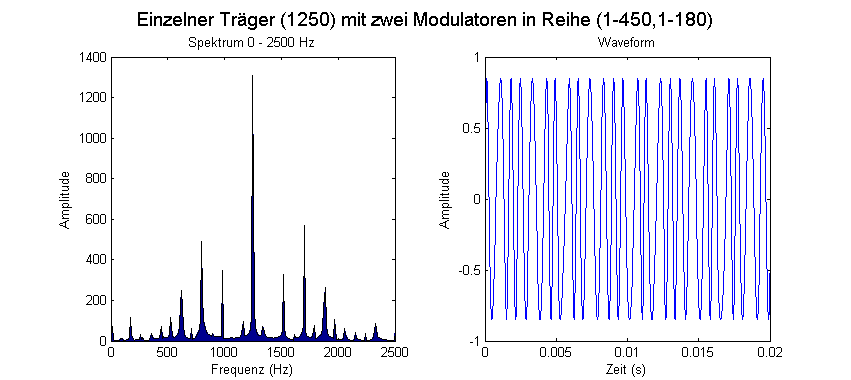 Einzelner Träger (1250) mit zwei Modulatoren in Reihe (1-450,1-180)
Spektrum 0 - 2500 Hz
1400
1200
1000
800
600
400
200
0
Amplitude
0 500 1000 1500 2000 2500
Frequenz (Hz)
Waveform
1
0.5
0
-0.5
-1
Amplitude
0 0.005 0.01 0.015 0.02
Zeit (s)